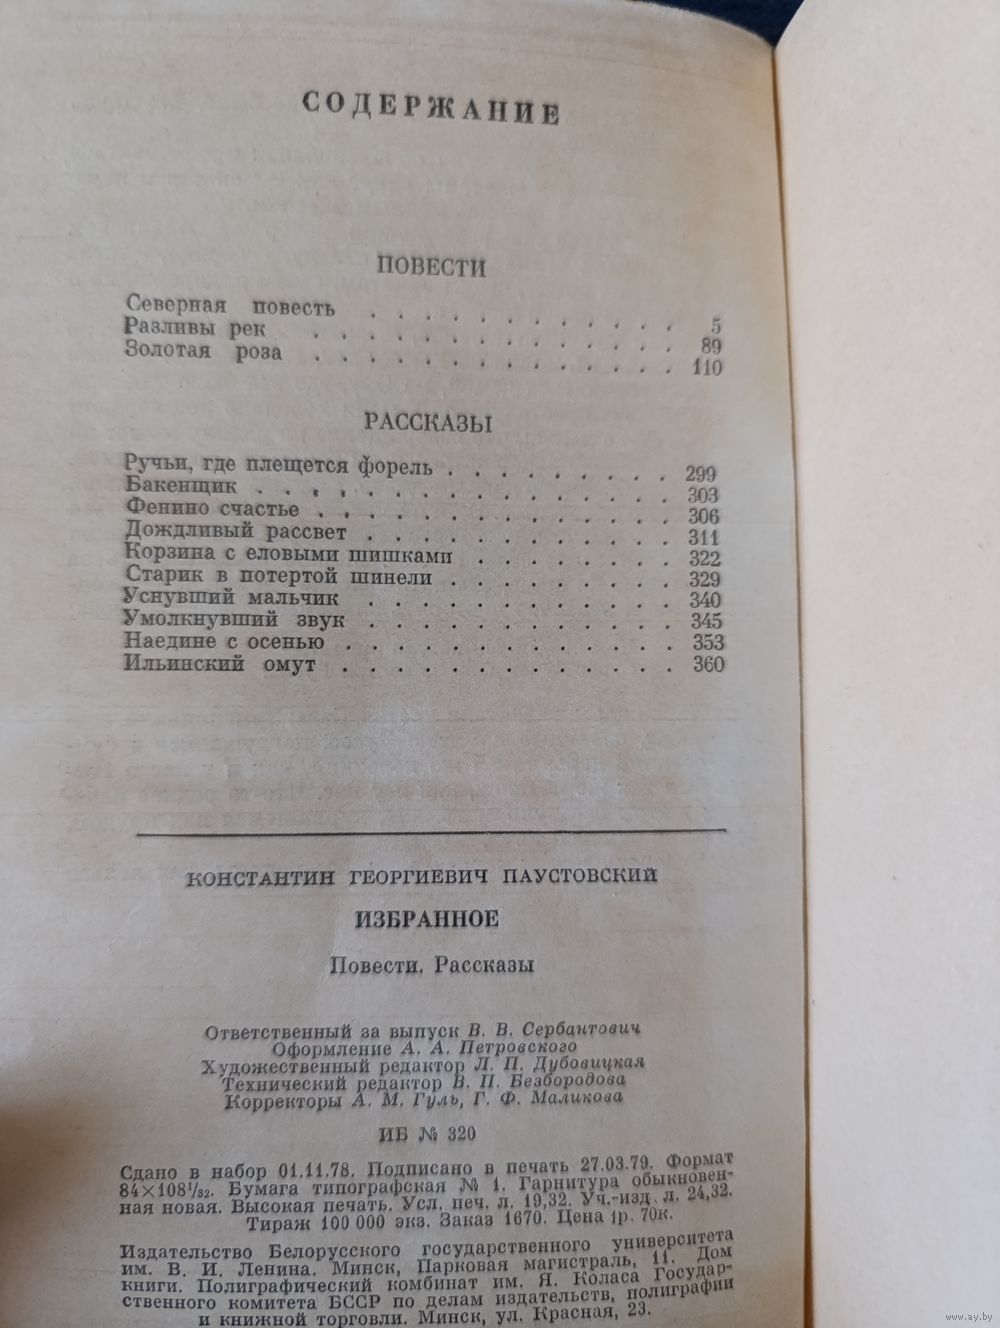 СОДЕРЖАНИЕ
ПОВЕСТИ
Северная повесть . . . . . . . . . . . . 5
Разливы рек . . . . . . . . . . . . . . 89
Золотая роза . . . . . . . . . . . . . . 110
РАССКАЗЫ
Ручьи, где плещется форель . . . . . . . . . 299
Бакенщик . . . . . . . . . . . . . . . . 303
Фенино счастье . . . . . . . . . . . . . . 306
Дождливый рассвет . . . . . . . . . . . . 311
Корзина с еловыми шишками . . . . . . . . 322
Старик в потертой шинели . . . . . . . . . 329
Уснувший мальчик . . . . . . . . . . . . 340
Умолкнувший звук . . . . . . . . . . . . 345
Наедине с осенью . . . . . . . . . . . . . 353
Ильинский омут . . . . . . . . . . . . . 360
КОНСТАНТИН ГЕОРГИЕВИЧ ПАУСТОВСКИЙ
ИЗБРАННОЕ
Повести. Рассказы
Ответственный за выпуск В. В. Сербантович
Оформление А. А. Петровского
Художественный редактор Л. П. Дубовицкая
Технический редактор В. П. Безбородова
Корректоры А. М. Гуль, Г. Ф. Маликова
ИБ № 320
Сдано в набор 01.11.78. Подписано в печать 27.03.79. Формат
84×108¹/₃₂. Бумага типографская № 1. Гарнитура обыкновен-
ная новая. Высокая печать. Усл. печ. л. 19,32. Уч.-изд. л. 24,32.
Тираж 100 000 экз. Заказ 1670. Цена 1р. 70к.
Издательство Белорусского государственного университета
им. В. И. Ленина. Минск, Парковая магистраль, 11. Дом
книги. Полиграфический комбинат им. Я. Коласа Государ-
ственного комитета БССР по делам издательств, полиграфии
и книжной торговли. Минск, ул. Красная, 23.
www.ay.by